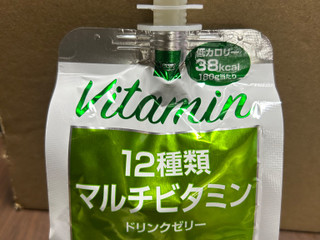 低カロリー
38kcal
180g当たり
Vitamin
12種類
マルチビタミン
ドリンクゼリー